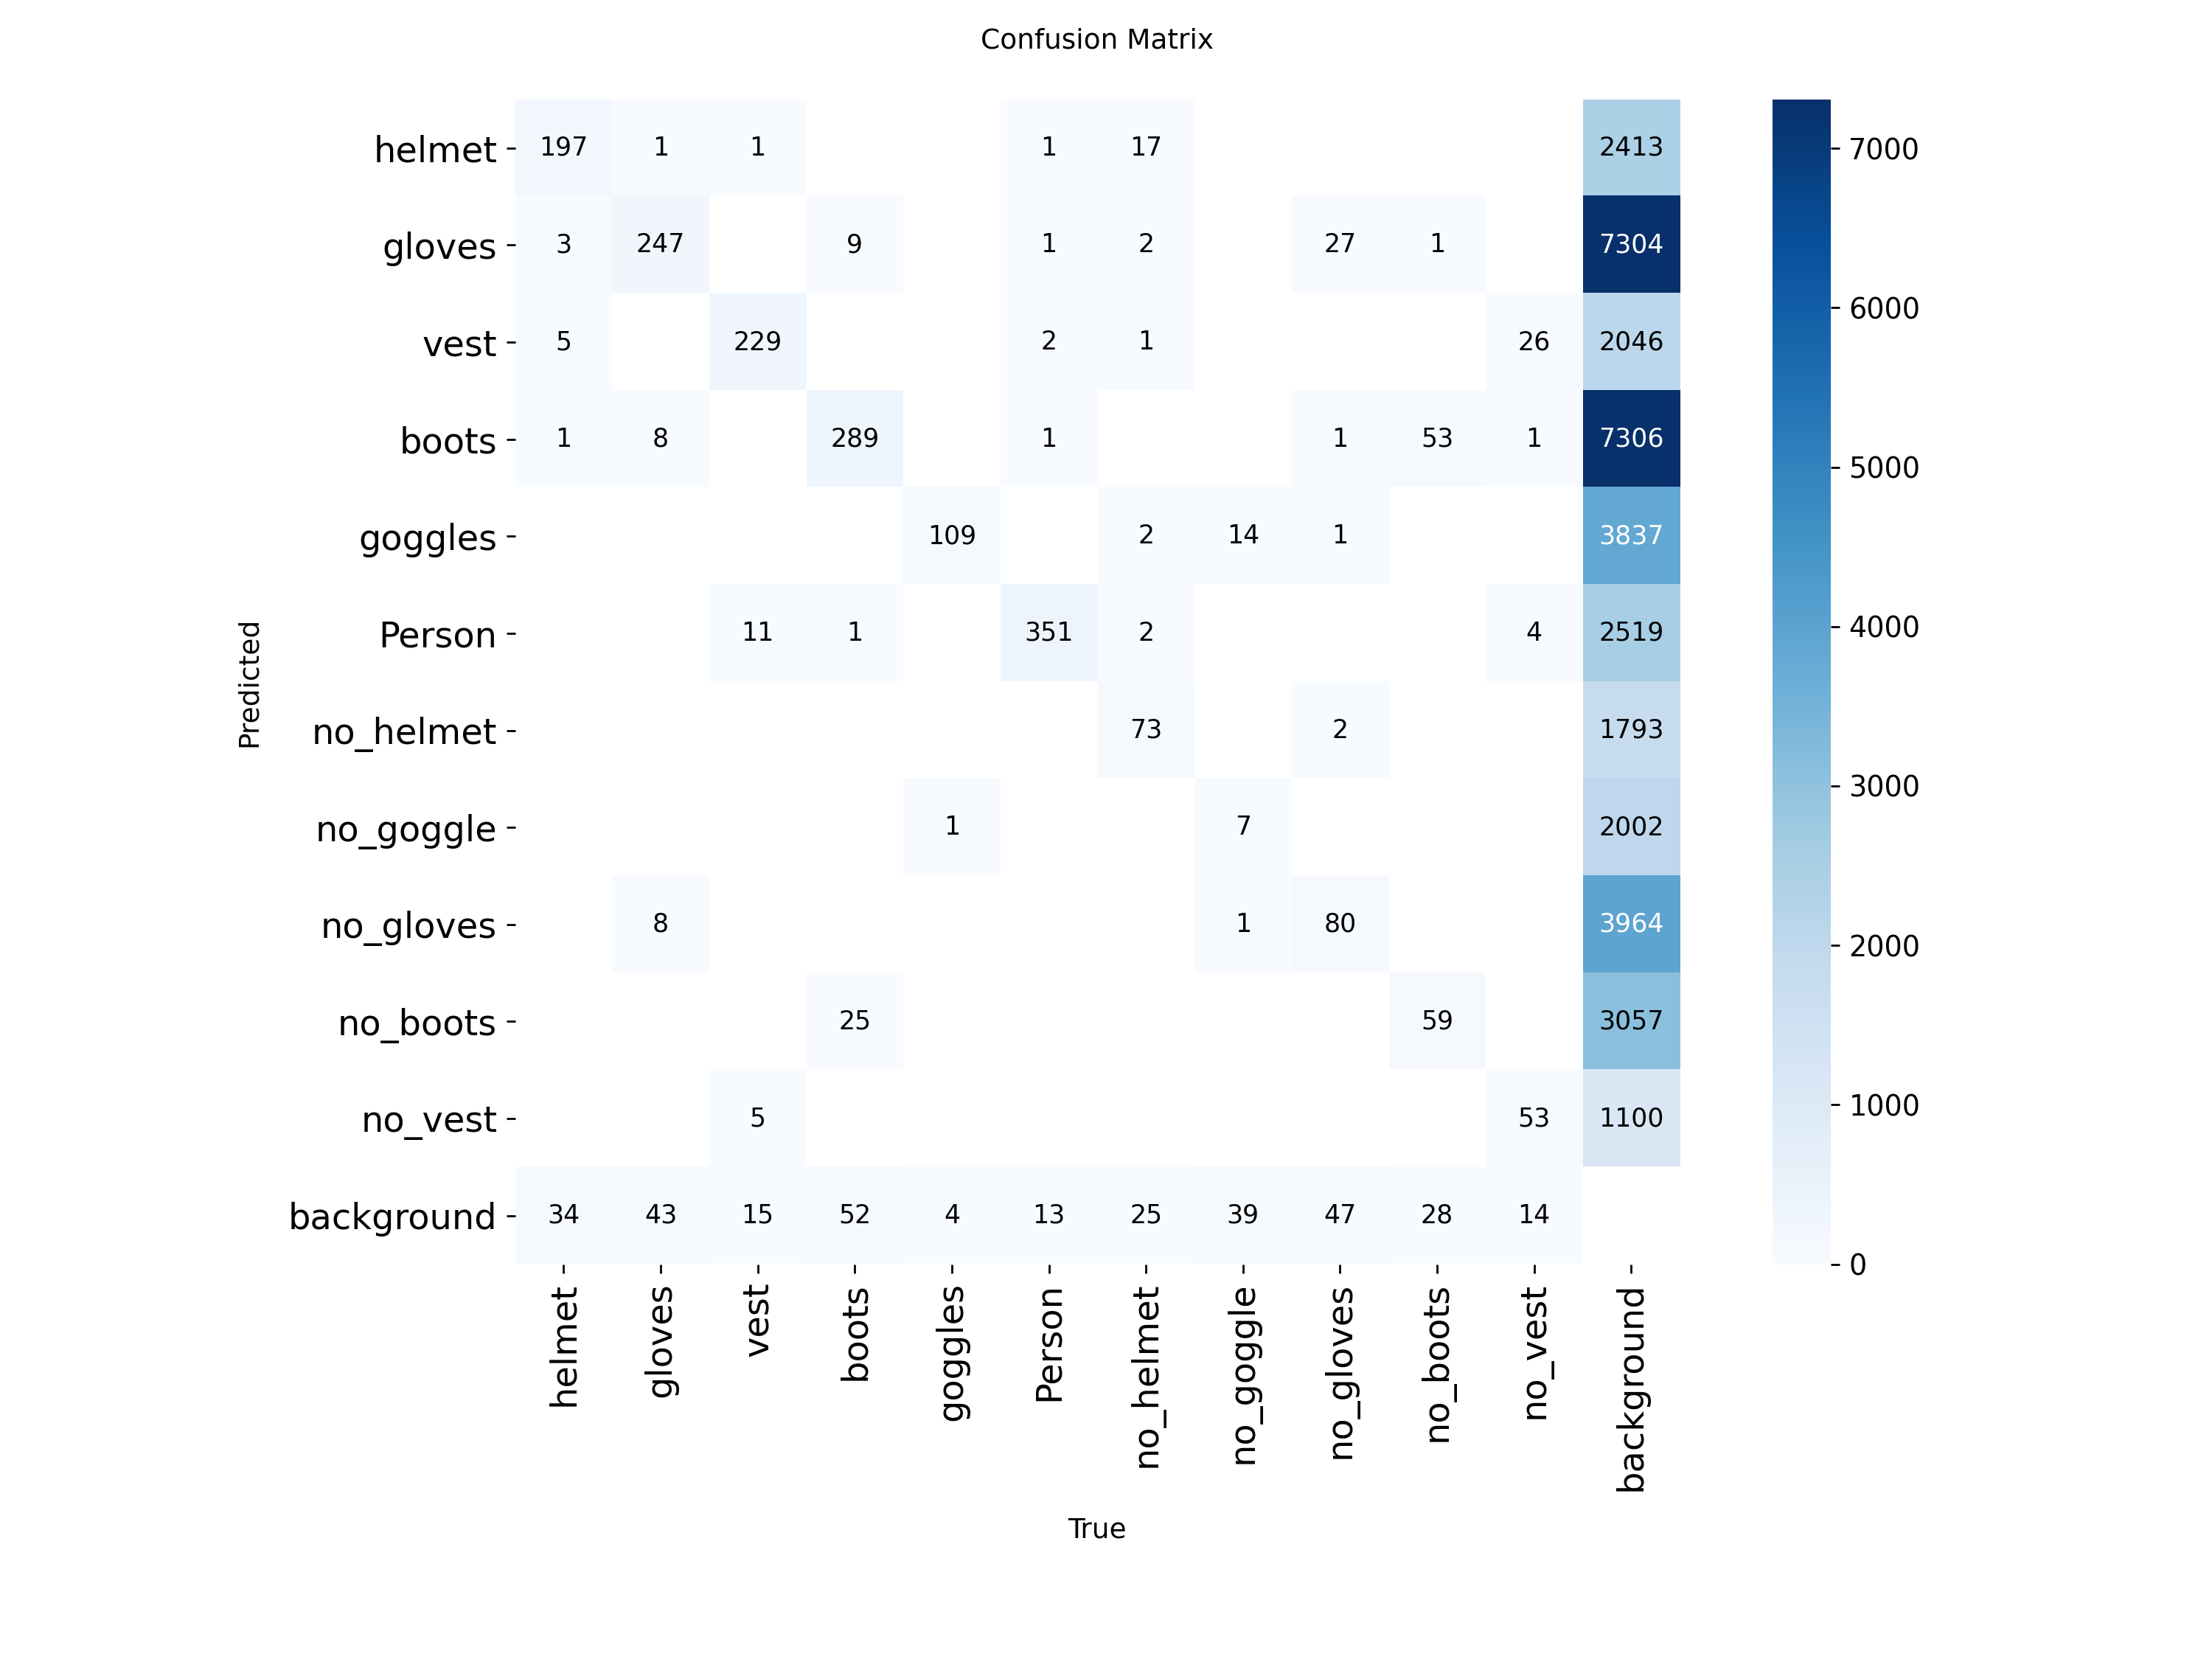 Confusion Matrix
helmet 197 1 1 1 17 2413
gloves 3 247 9 1 2 27 1 7304
vest 5 229 2 1 26 2046
boots 1 8 289 1 1 53 1 7306
goggles 109 2 14 1 3837
Person 11 1 351 2 4 2519
no_helmet 73 2 1793
no_goggle 1 7 2002
no_gloves 8 1 80 3964
no_boots 25 59 3057
no_vest 5 53 1100
background 34 43 15 52 4 13 25 39 47 28 14
helmet gloves vest boots goggles Person no_helmet no_goggle no_gloves no_boots no_vest background
True
Predicted
7000
6000
5000
4000
3000
2000
1000
0